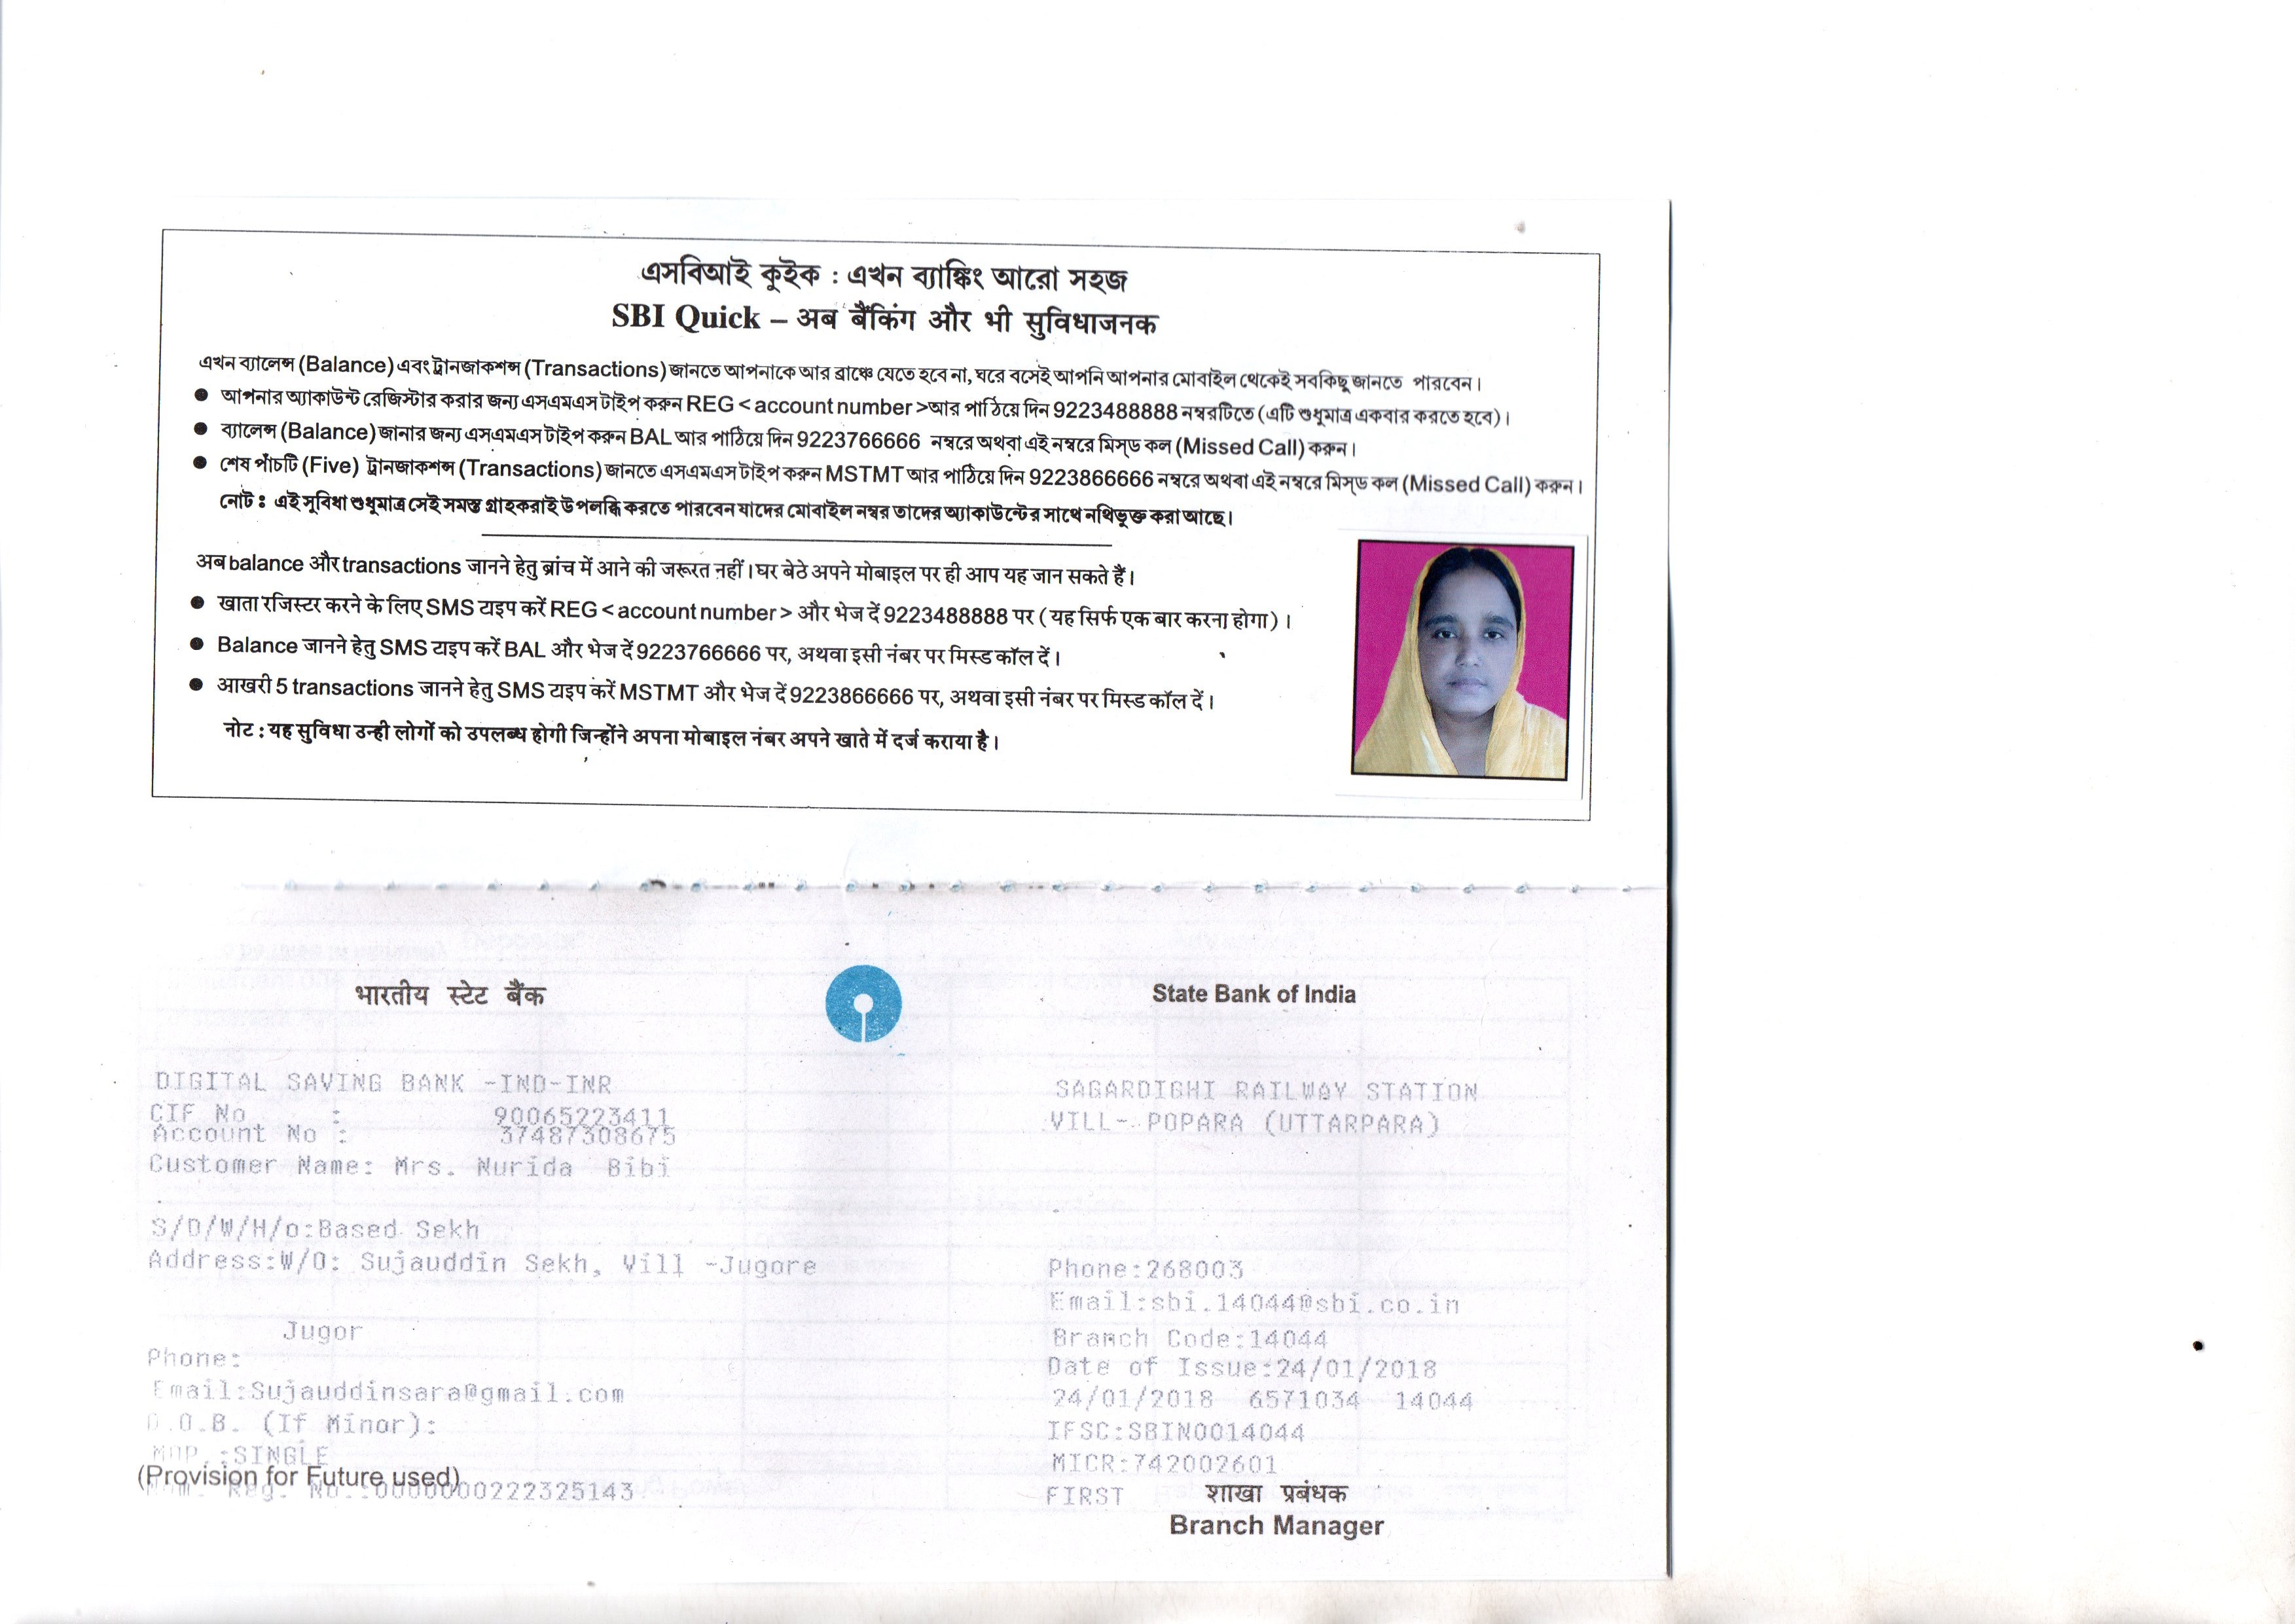 এসবিআই কুইক : এখন ব্যাঙ্কিং আরো সহজ
SBI Quick – अब बैंकिंग और भी सुविधाजनक
এখন ব্যালেন্স (Balance) এবং ট্রানজাকশন্স (Transactions) জানতে আপনাকে আর ব্রাঞ্চে যেতে হবে না, ঘরে বসেই আপনি আপনার মোবাইল থেকেই সবকিছু জানতে পারবেন।
● আপনার অ্যাকাউন্ট রেজিস্টার করার জন্য এসএমএস টাইপ করুন REG < account number > আর পাঠিয়ে দিন 9223488888 নম্বরটিতে (এটি শুধুমাত্র একবার করতে হবে)।
● ব্যালেন্স (Balance) জানার জন্য এসএমএস টাইপ করুন BAL আর পাঠিয়ে দিন 9223766666 নম্বরে অথবা এই নম্বরে মিস্‌ড কল (Missed Call) করুন।
● শেষ পাঁচটি (Five) ট্রানজাকশন্স (Transactions) জানতে এসএমএস টাইপ করুন MSTMT আর পাঠিয়ে দিন 9223866666 নম্বরে অথবা এই নম্বরে মিস্‌ড কল (Missed Call) করুন।
নোট : এই সুবিধা শুধুমাত্র সেই সমস্ত গ্রাহকরাই উপলব্ধি করতে পারবেন যাদের মোবাইল নম্বর তাদের অ্যাকাউন্টের সাথে নথিভুক্ত করা আছে।
अब balance और transactions जानने हेतु ब्रांच में आने की जरूरत नहीं। घर बेठे अपने मोबाइल पर ही आप यह जान सकते हैं।
● खाता रजिस्टर करने के लिए SMS टाइप करें REG < account number > और भेज दें 9223488888 पर ( यह सिर्फ एक बार करना होगा )।
● Balance जानने हेतु SMS टाइप करें BAL और भेज दें 9223766666 पर, अथवा इसी नंबर पर मिस्ड कॉल दें।
● आखरी 5 transactions जानने हेतु SMS टाइप करें MSTMT और भेज दें 9223866666 पर, अथवा इसी नंबर पर मिस्ड कॉल दें।
नोट : यह सुविधा उन्ही लोगों को उपलब्ध होगी जिन्होंने अपना मोबाइल नंबर अपने खाते में दर्ज कराया है।
भारतीय स्टेट बैंक
State Bank of India
DIGITAL SAVING BANK -IND-INR
CIF No : 90065223411
Account No : 37487308675
Customer Name: Mrs. Nurida Bibi
S/D/W/H/o:Based Sekh
Address:W/O: Sujauddin Sekh, Vill -Jugore
Jugor
Phone:
Email:Sujauddinsara@gmail.com
D.O.B. (If Minor):
MOP.:SINGLE
(Provision for Future used)
Nom. Reg. No.:0000000222325143
SAGARDIGHI RAILWAY STATION
VILL- POPARA (UTTARPARA)
Phone:268003
Email:sbi.14044@sbi.co.in
Branch Code:14044
Date of Issue:24/01/2018
24/01/2018 6571034 14044
IFSC:SBIN0014044
MICR:742002601
FIRST शाखा प्रबंधक
Branch Manager